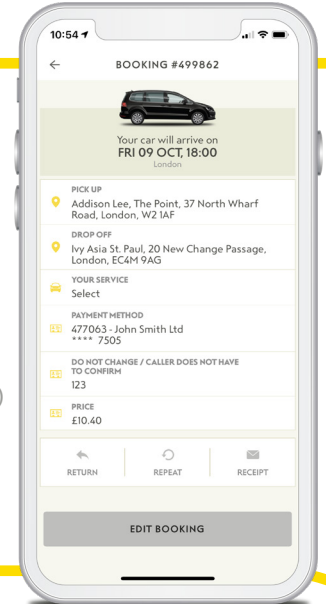 10:54
BOOKING #499862
Your car will arrive on
FRI 09 OCT, 18:00
London
PICK UP
Addison Lee, The Point, 37 North Wharf
Road, London, W2 1AF
DROP OFF
Ivy Asia St. Paul, 20 New Change Passage,
London, EC4M 9AG
YOUR SERVICE
Select
PAYMENT METHOD
477063 - John Smith Ltd
**** 7505
DO NOT CHANGE / CALLER DOES NOT HAVE
TO CONFIRM
123
PRICE
£10.40
RETURN
REPEAT
RECEIPT
EDIT BOOKING